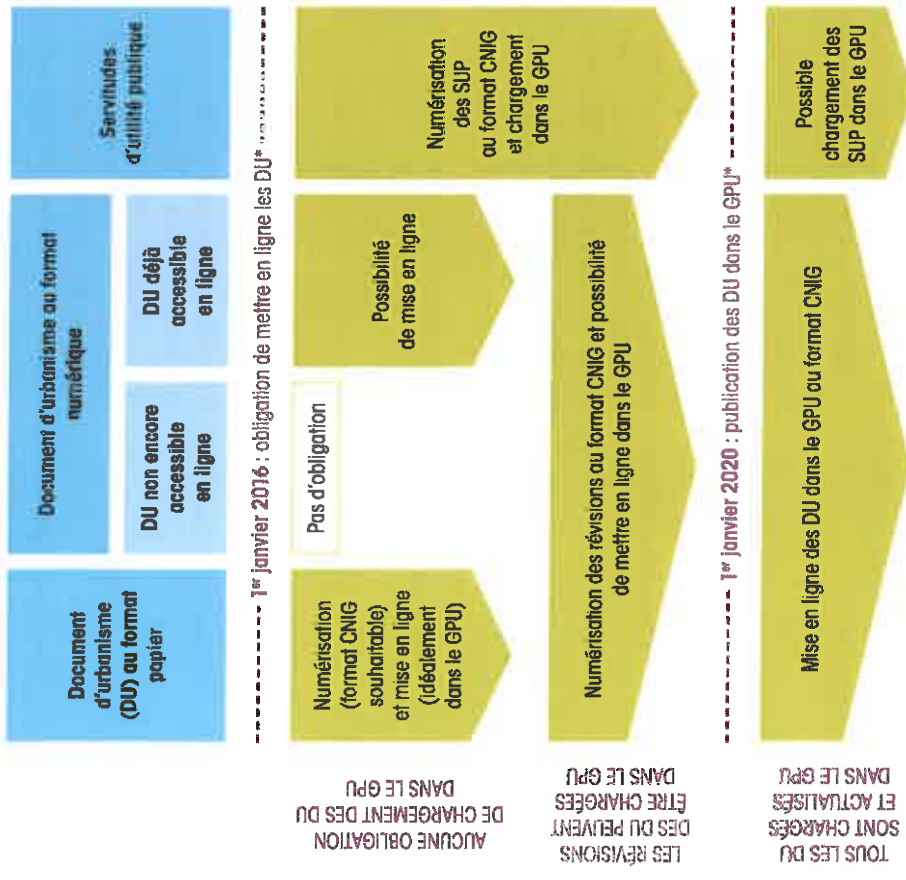 Document
d'urbanisme
(DU) au format
papier
Document d'urbanisme au format
numérique
DU non encore
accessible
en ligne
DU déjà
accessible
en ligne
Servitudes
d'utilité publique
1er janvier 2016 : obligation de mettre en ligne les DU*
AUCUNE OBLIGATION
DE CHARGEMENT DES DU
DANS LE GPU
Numérisation
(format CNIG
souhaitable)
et mise en ligne
(idéalement
dans le GPU)
Pas d'obligation
Possibilité
de mise en ligne
Numérisation
des SUP
au format CNIG
et chargement
dans le GPU
LES RÉVISIONS
DES DU PEUVENT
ÊTRE CHARGÉES
DANS LE GPU
Numérisation des révisions au format CNIG et possibilité
de mettre en ligne dans le GPU
1er janvier 2020 : publication des DU dans le GPU*
TOUS LES DU
SONT CHARGÉS
ET ACTUALISÉS
DANS LE GPU
Mise en ligne des DU dans le GPU au format CNIG
Possible
chargement des
SUP dans le GPU